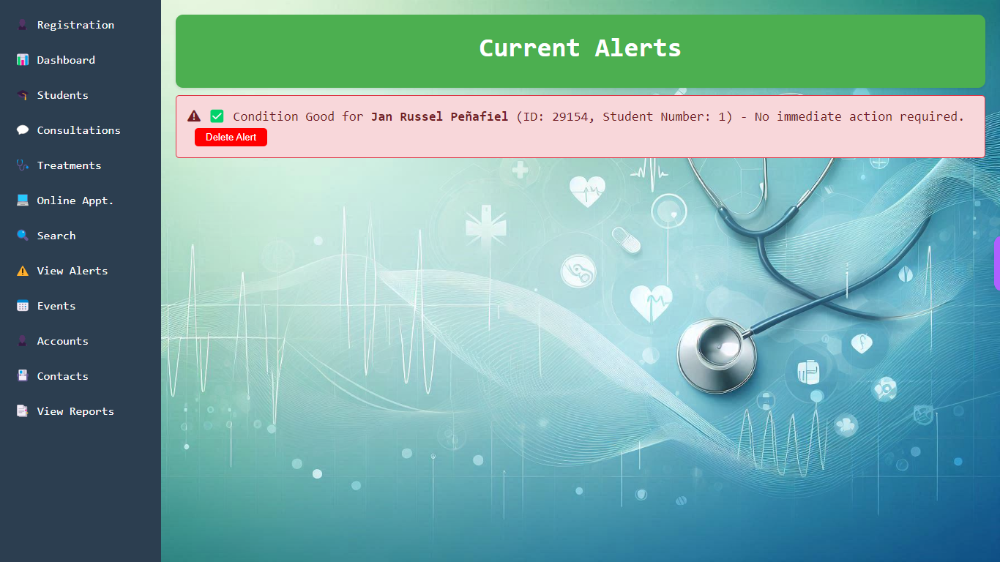 Registration
Dashboard
Students
Consultations
Treatments
Online Appt.
Search
View Alerts
Events
Accounts
Contacts
View Reports
Current Alerts
Condition Good for Jan Russel Peñafiel (ID: 29154, Student Number: 1) - No immediate action required.
Delete Alert